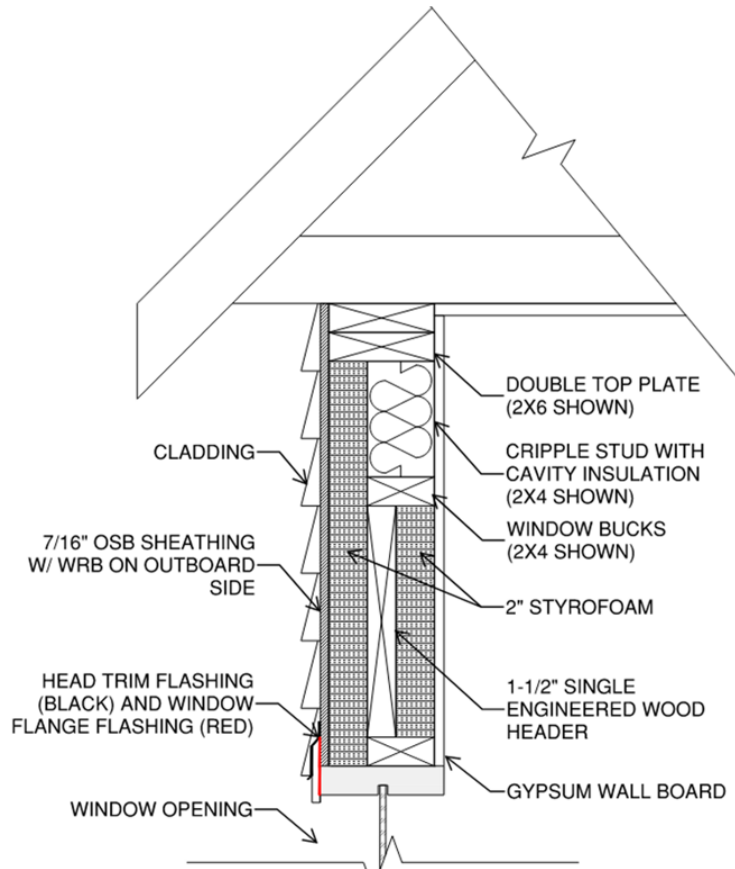 DOUBLE TOP PLATE
(2X6 SHOWN)
CLADDING
CRIPPLE STUD WITH
CAVITY INSULATION
(2X4 SHOWN)
7/16" OSB SHEATHING
W/ WRB ON OUTBOARD
SIDE
WINDOW BUCKS
(2X4 SHOWN)
2" STYROFOAM
HEAD TRIM FLASHING
(BLACK) AND WINDOW
FLANGE FLASHING (RED)
1-1/2" SINGLE
ENGINEERED WOOD
HEADER
GYPSUM WALL BOARD
WINDOW OPENING